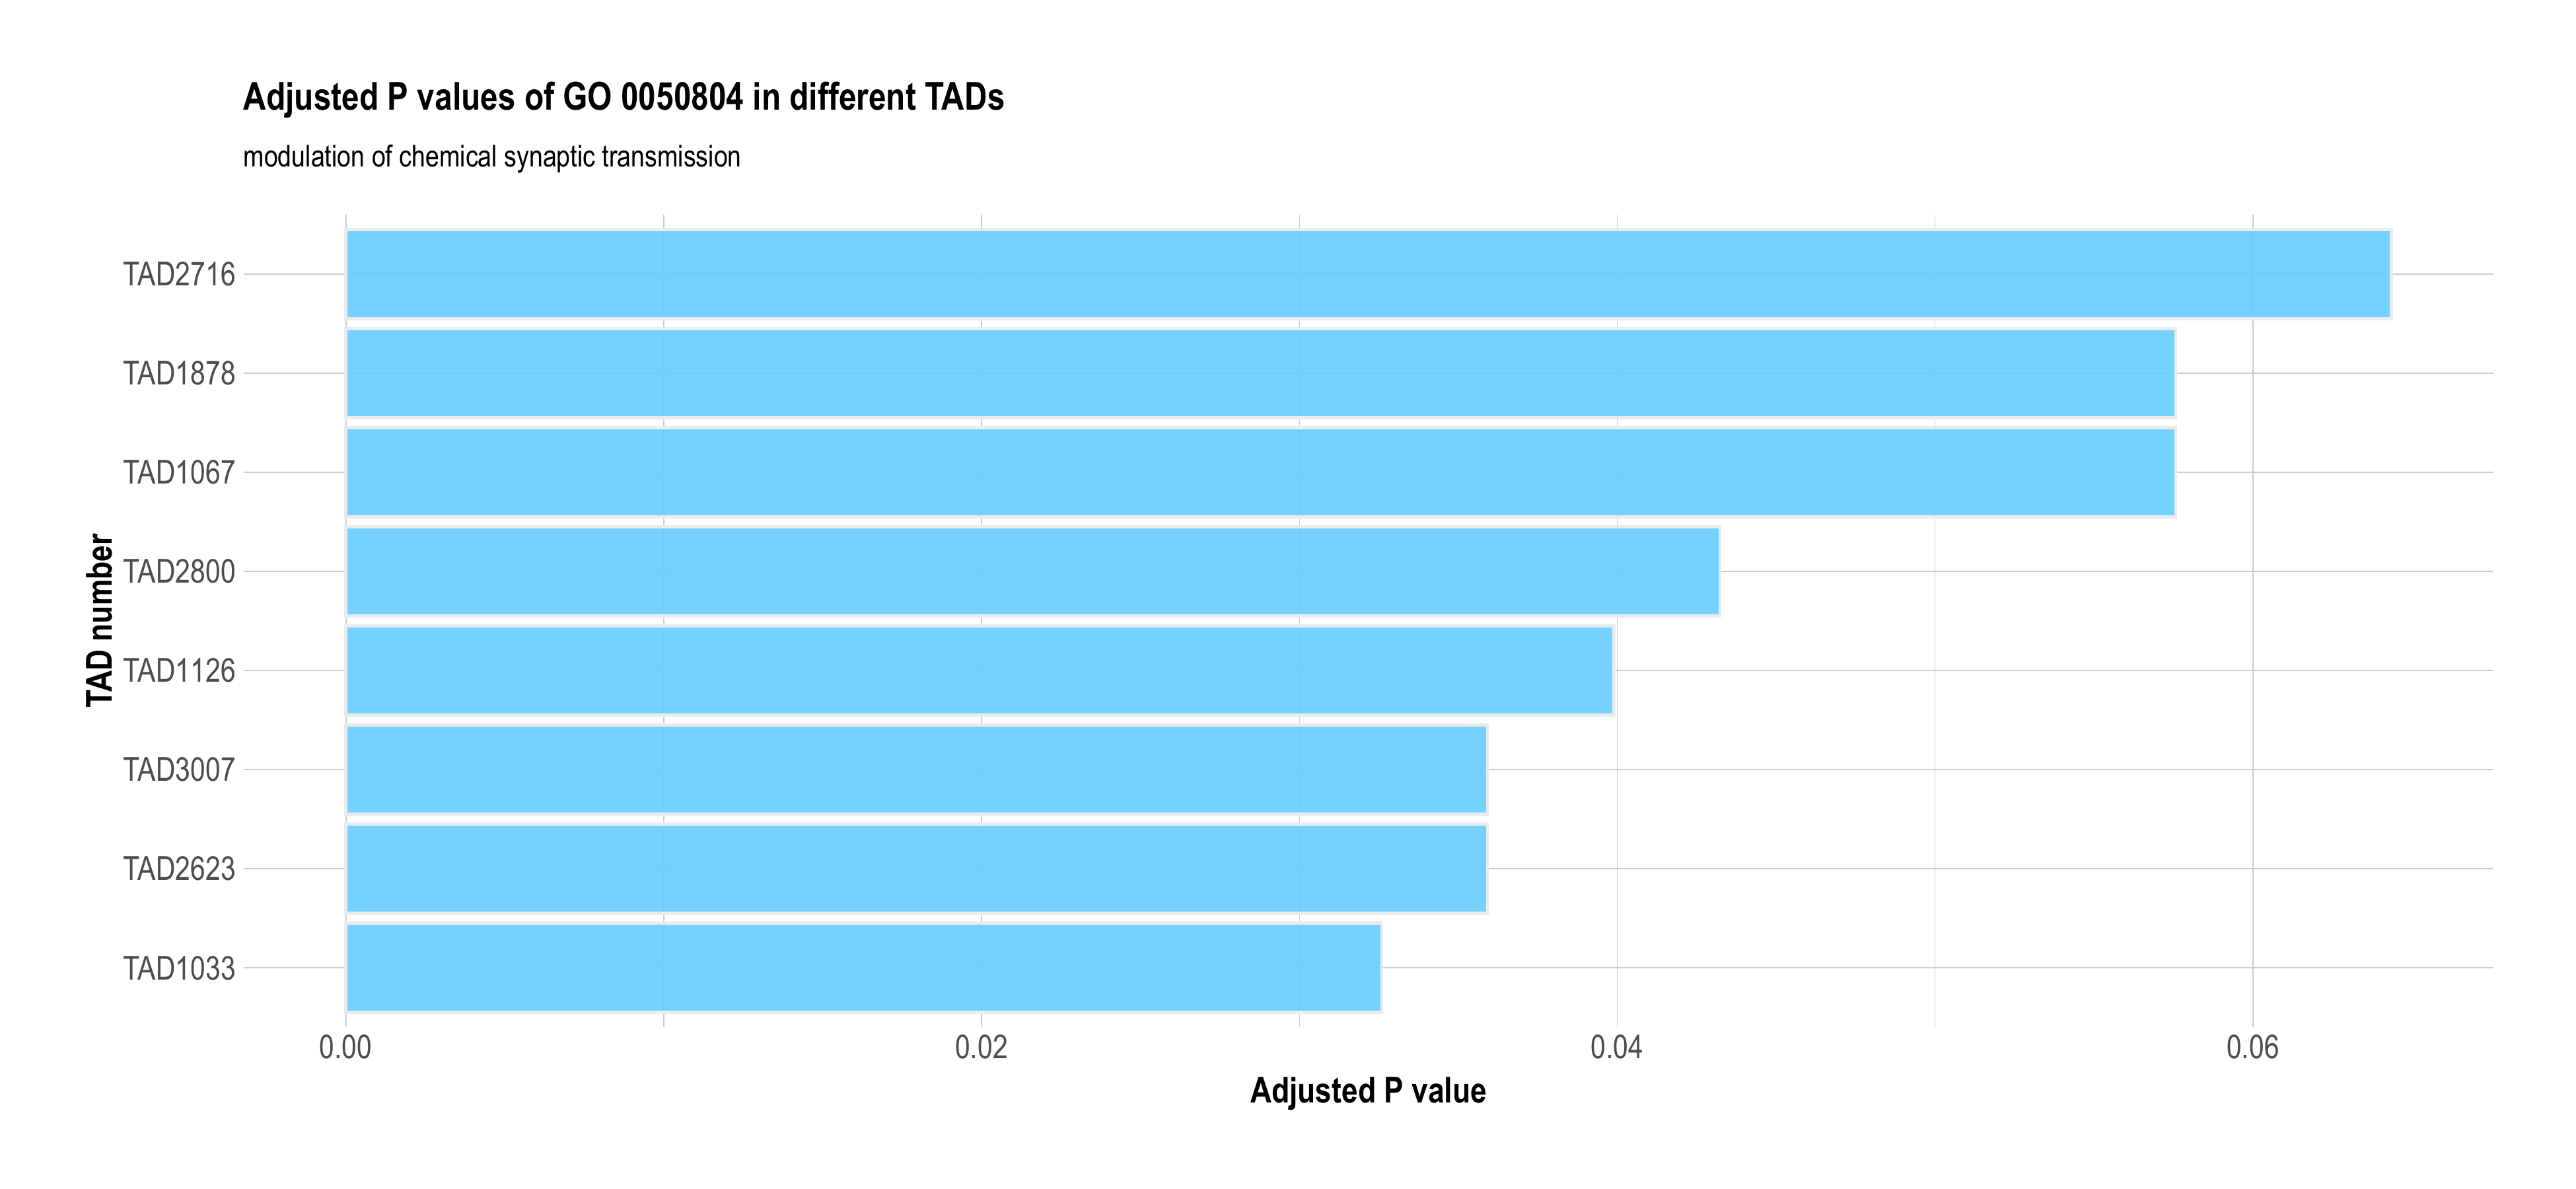 Adjusted P values of GO 0050804 in different TADs
modulation of chemical synaptic transmission
TAD number
TAD2716
TAD1878
TAD1067
TAD2800
TAD1126
TAD3007
TAD2623
TAD1033
0.00 0.02 0.04 0.06
Adjusted P value